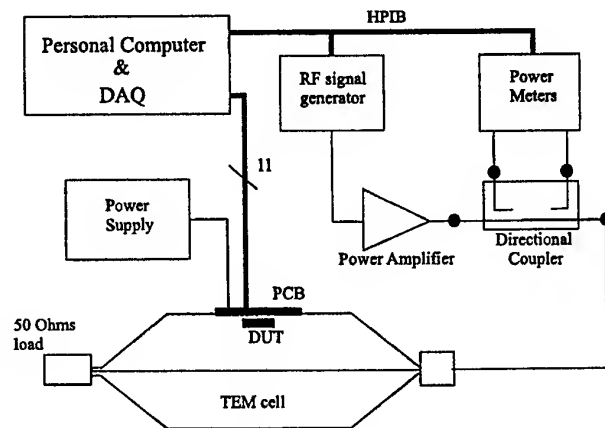 HPIB
Personal Computer
&
DAQ
RF signal
generator
Power
Meters
11
Power
Supply
Power Amplifier
Directional
Coupler
PCB
DUT
50 Ohms
load
TEM cell